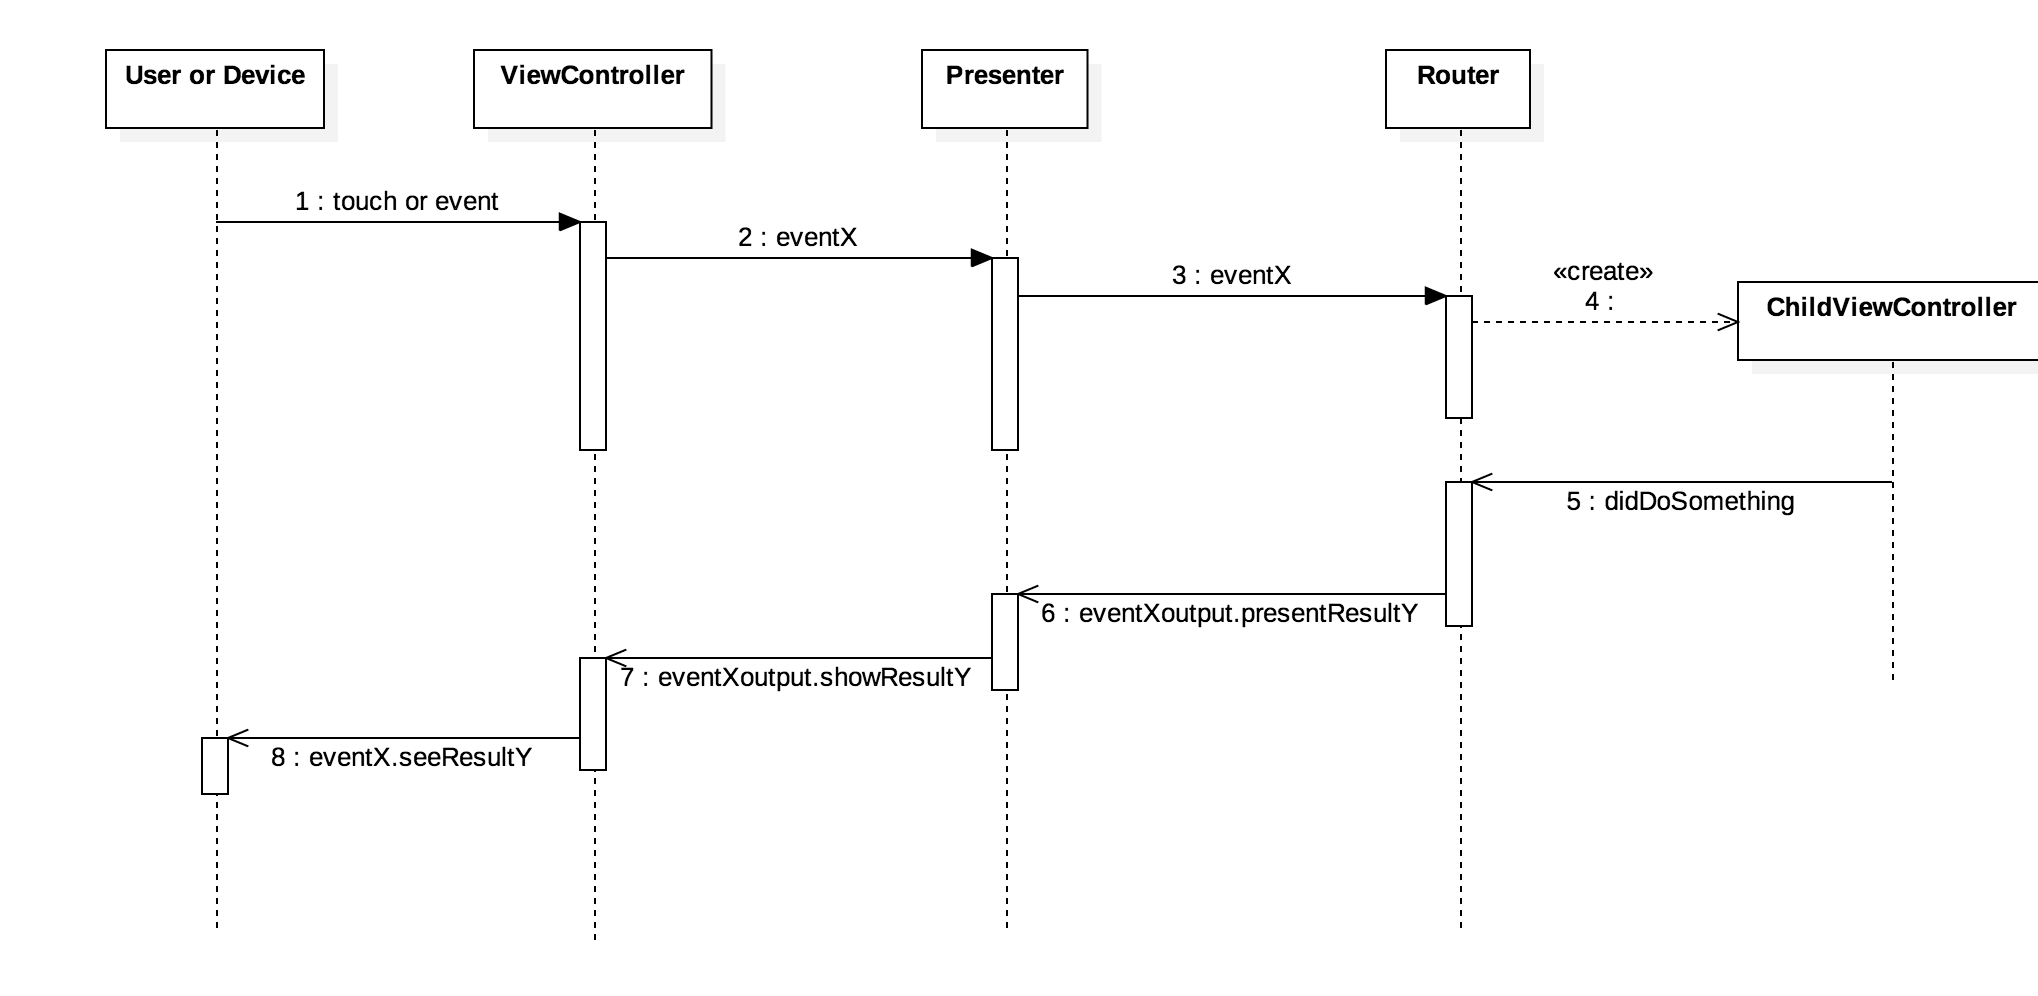 User or Device
ViewController
Presenter
Router
1 : touch or event
2 : eventX
3 : eventX
«create»
4 :
ChildViewController
5 : didDoSomething
6 : eventXoutput.presentResultY
7 : eventXoutput.showResultY
8 : eventX.seeResultY